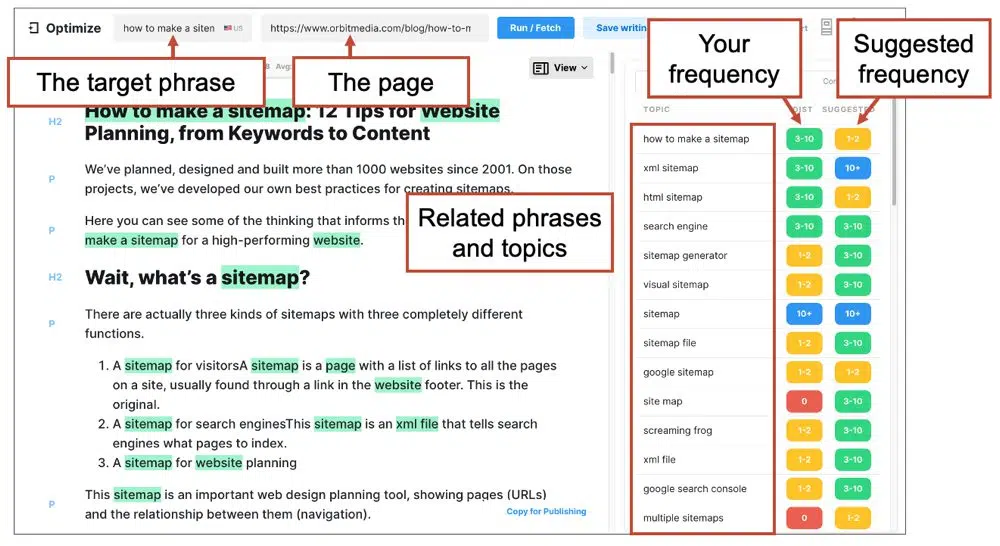 Optimize
how to make a siten
US
https://www.orbitmedia.com/blog/how-to-m
Run / Fetch
Save writing
The target phrase
The page
Your
frequency
Suggested
frequency
Avg:
View
H2
How to make a sitemap: 12 Tips for Website
Planning, from Keywords to Content
P
We've planned, designed and built more than 1000 websites since 2001. On those
projects, we've developed our own best practices for creating sitemaps.
P
Here you can see some of the thinking that informs th
make a sitemap for a high-performing website.
Related phrases
and topics
H2
Wait, what's a sitemap?
P
There are actually three kinds of sitemaps with three completely different
functions.
1. A sitemap for visitorsA sitemap is a page with a list of links to all the pages
on a site, usually found through a link in the website footer. This is the
original.
2. A sitemap for search enginesThis sitemap is an xml file that tells search
engines what pages to index.
3. A sitemap for website planning
P
This sitemap is an important web design planning tool, showing pages (URLs)
and the relationship between them (navigation).
Copy for Publishing
TOPIC
SUGGESTED
how to make a sitemap 3-10 1-2
xml sitemap 3-10 10+
html sitemap 3-10 1-2
search engine 3-10 3-10
sitemap generator 1-2 3-10
visual sitemap 1-2 3-10
sitemap 10+ 10+
sitemap file 1-2 3-10
google sitemap 1-2 1-2
site map 0 3-10
screaming frog 1-2 3-10
xml file 1-2 3-10
google search console 1-2 3-10
multiple sitemaps 0 1-2